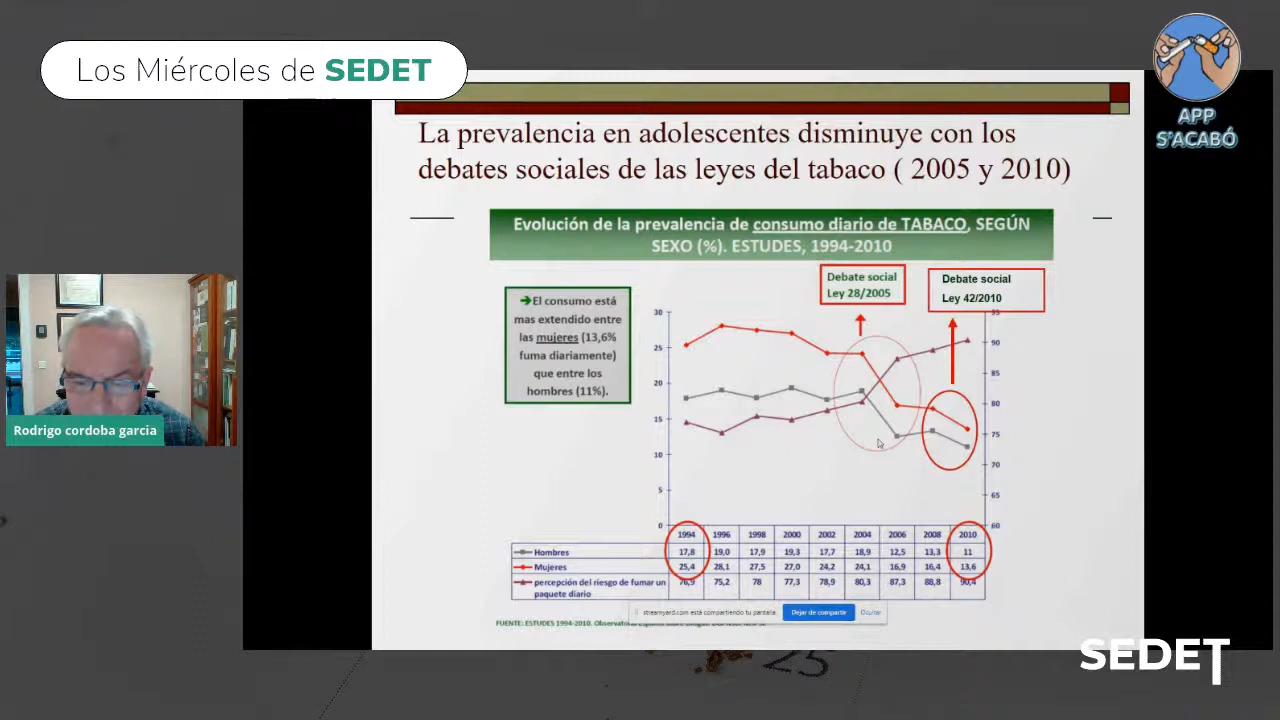 Los Miércoles de SEDET
APP
S'ACABÓ
La prevalencia en adolescentes disminuye con los
debates sociales de las leyes del tabaco ( 2005 y 2010)
Evolución de la prevalencia de consumo diario de TABACO, SEGÚN
SEXO (%). ESTUDES, 1994-2010
Debate social
Ley 28/2005
Debate social
Ley 42/2010
➔El consumo está
mas extendido entre
las mujeres (13,6%
fuma diariamente)
que entre los
hombres (11%).
30
25
20
15
10
5
0
95
90
85
80
75
70
65
60
1994 1996 1998 2000 2002 2004 2006 2008 2010
Hombres 17,8 19,0 17,9 19,3 17,7 18,9 12,5 13,3 11
Mujeres 25,4 28,1 27,5 27,0 24,2 24,1 16,9 16,4 13,6
percepción del riesgo de fumar un paquete diario 76,9 75,2 78 77,3 78,9 80,3 87,3 88,8 90,4
streamyard.com está compartiendo tu pantalla. Dejar de compartir Ocultar
FUENTE: ESTUDES 1994-2010.
Rodrigo cordoba garcia
SEDET
25